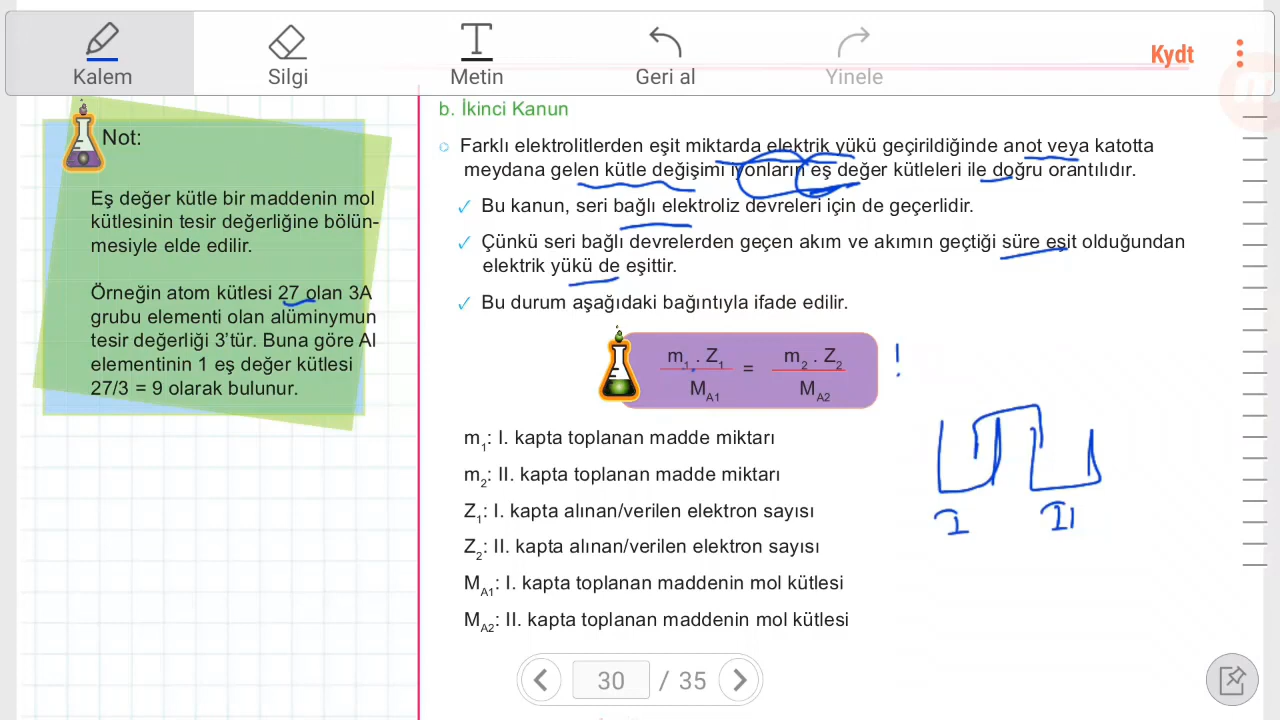 Kalem
Silgi
Metin
Geri al
Yinele
Kydt
Not:
Eş değer kütle bir maddenin mol
kütlesinin tesir değerliğine bölün-
mesiyle elde edilir.
Örneğin atom kütlesi 27 olan 3A
grubu elementi olan alüminymun
tesir değerliği 3'tür. Buna göre Al
elementinin 1 eş değer kütlesi
27/3 = 9 olarak bulunur.
b. İkinci Kanun
Farklı elektrolitlerden eşit miktarda elektrik yükü geçirildiğinde anot veya katotta
meydana gelen kütle değişimi iyonların eş değer kütleleri ile doğru orantılıdır.
✓ Bu kanun, seri bağlı elektroliz devreleri için de geçerlidir.
✓ Çünkü seri bağlı devrelerden geçen akım ve akımın geçtiği süre eşit olduğundan
elektrik yükü de eşittir.
✓ Bu durum aşağıdaki bağıntıyla ifade edilir.
m₁ . Z₁ / M_A1 = m₂ . Z₂ / M_A2 !
m₁: I. kapta toplanan madde miktarı
m₂: II. kapta toplanan madde miktarı
Z₁: I. kapta alınan/verilen elektron sayısı
Z₂: II. kapta alınan/verilen elektron sayısı
M_A1: I. kapta toplanan maddenin mol kütlesi
M_A2: II. kapta toplanan maddenin mol kütlesi
I II
30 / 35